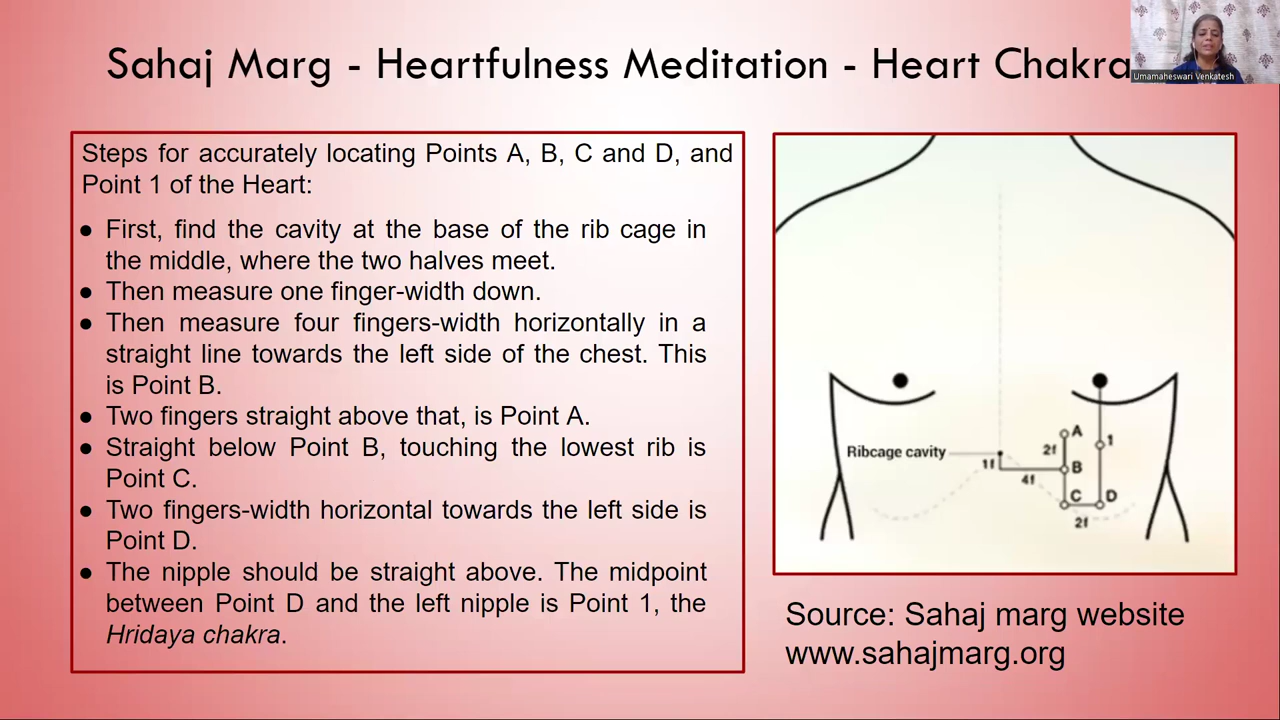 Sahaj Marg - Heartfulness Meditation - Heart Chakra
Umamaheswari Venkatesh
Steps for accurately locating Points A, B, C and D, and
Point 1 of the Heart:
● First, find the cavity at the base of the rib cage in
the middle, where the two halves meet.
● Then measure one finger-width down.
● Then measure four fingers-width horizontally in a
straight line towards the left side of the chest. This
is Point B.
● Two fingers straight above that, is Point A.
● Straight below Point B, touching the lowest rib is
Point C.
● Two fingers-width horizontal towards the left side is
Point D.
● The nipple should be straight above. The midpoint
between Point D and the left nipple is Point 1, the
Hridaya chakra.
A
1
2f
Ribcage cavity
1f
B
4f
C
D
2f
Source: Sahaj marg website
www.sahajmarg.org